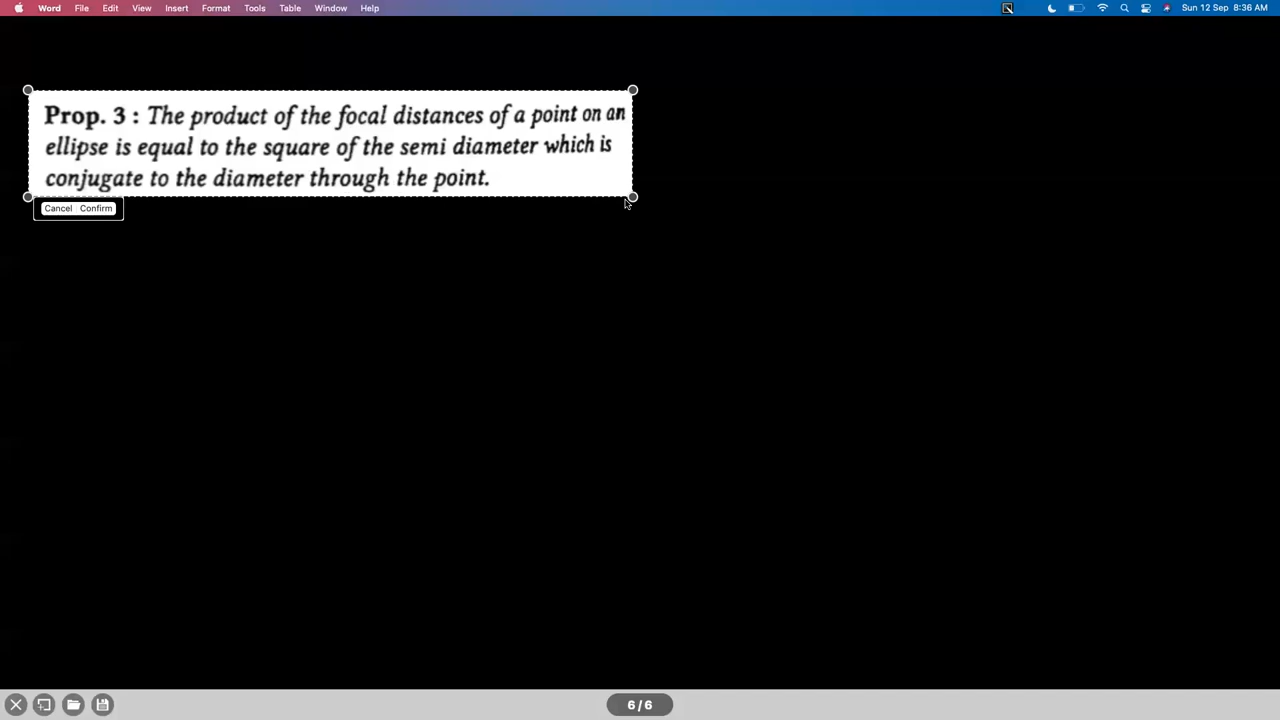 Word File Edit View Insert Format Tools Table Window Help Sun 12 Sep 8:36 AM
Prop. 3 : The product of the focal distances of a point on an
ellipse is equal to the square of the semi diameter which is
conjugate to the diameter through the point.
Cancel Confirm
6 / 6